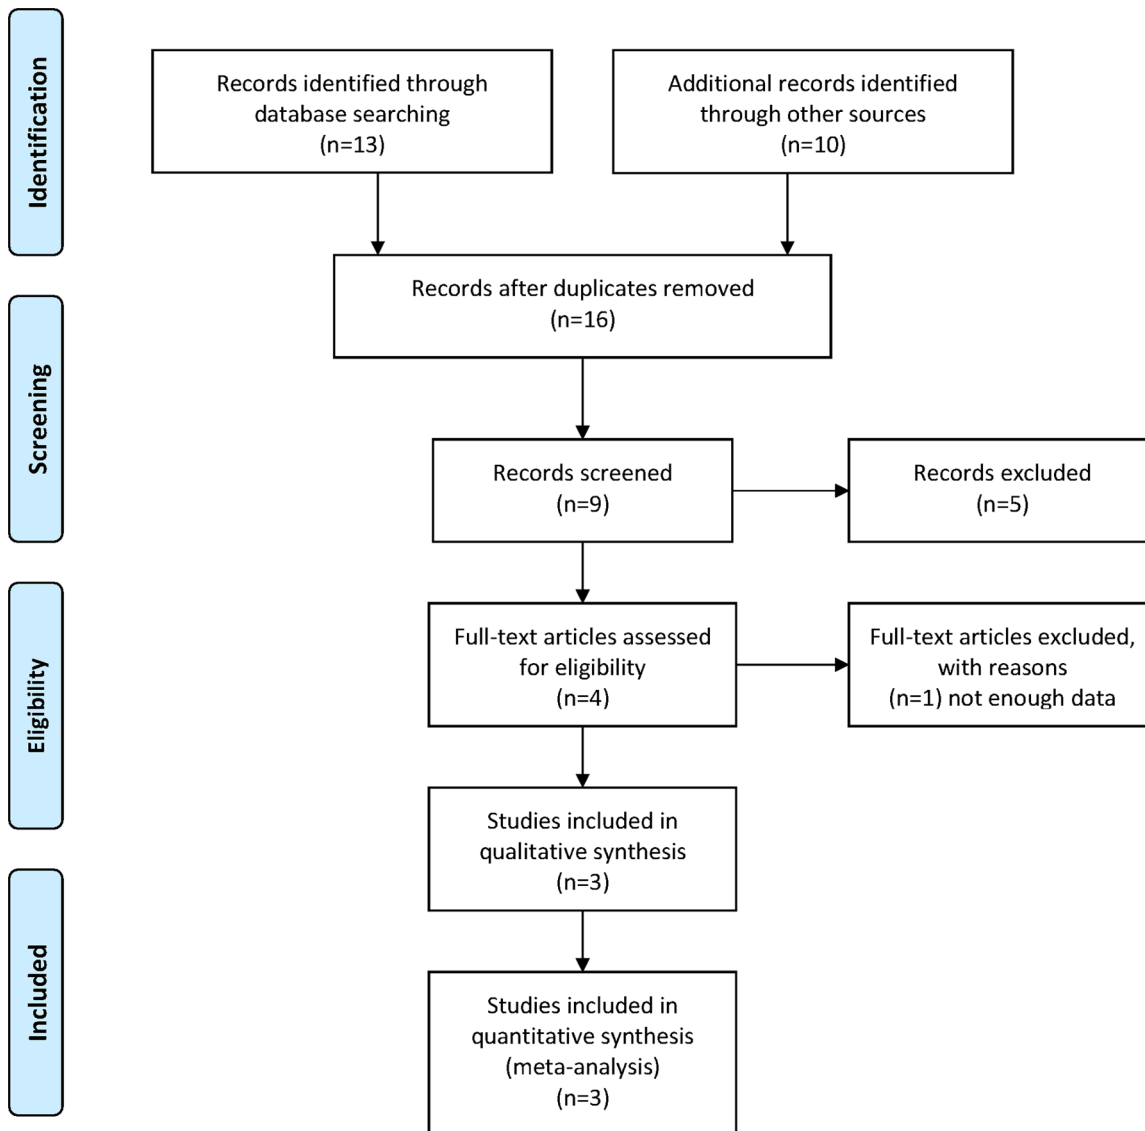 Identification
Records identified through
database searching
(n=13)
Additional records identified
through other sources
(n=10)
Records after duplicates removed
(n=16)
Screening
Records screened
(n=9)
Records excluded
(n=5)
Eligibility
Full-text articles assessed
for eligibility
(n=4)
Full-text articles excluded,
with reasons
(n=1) not enough data
Studies included in
qualitative synthesis
(n=3)
Included
Studies included in
quantitative synthesis
(meta-analysis)
(n=3)